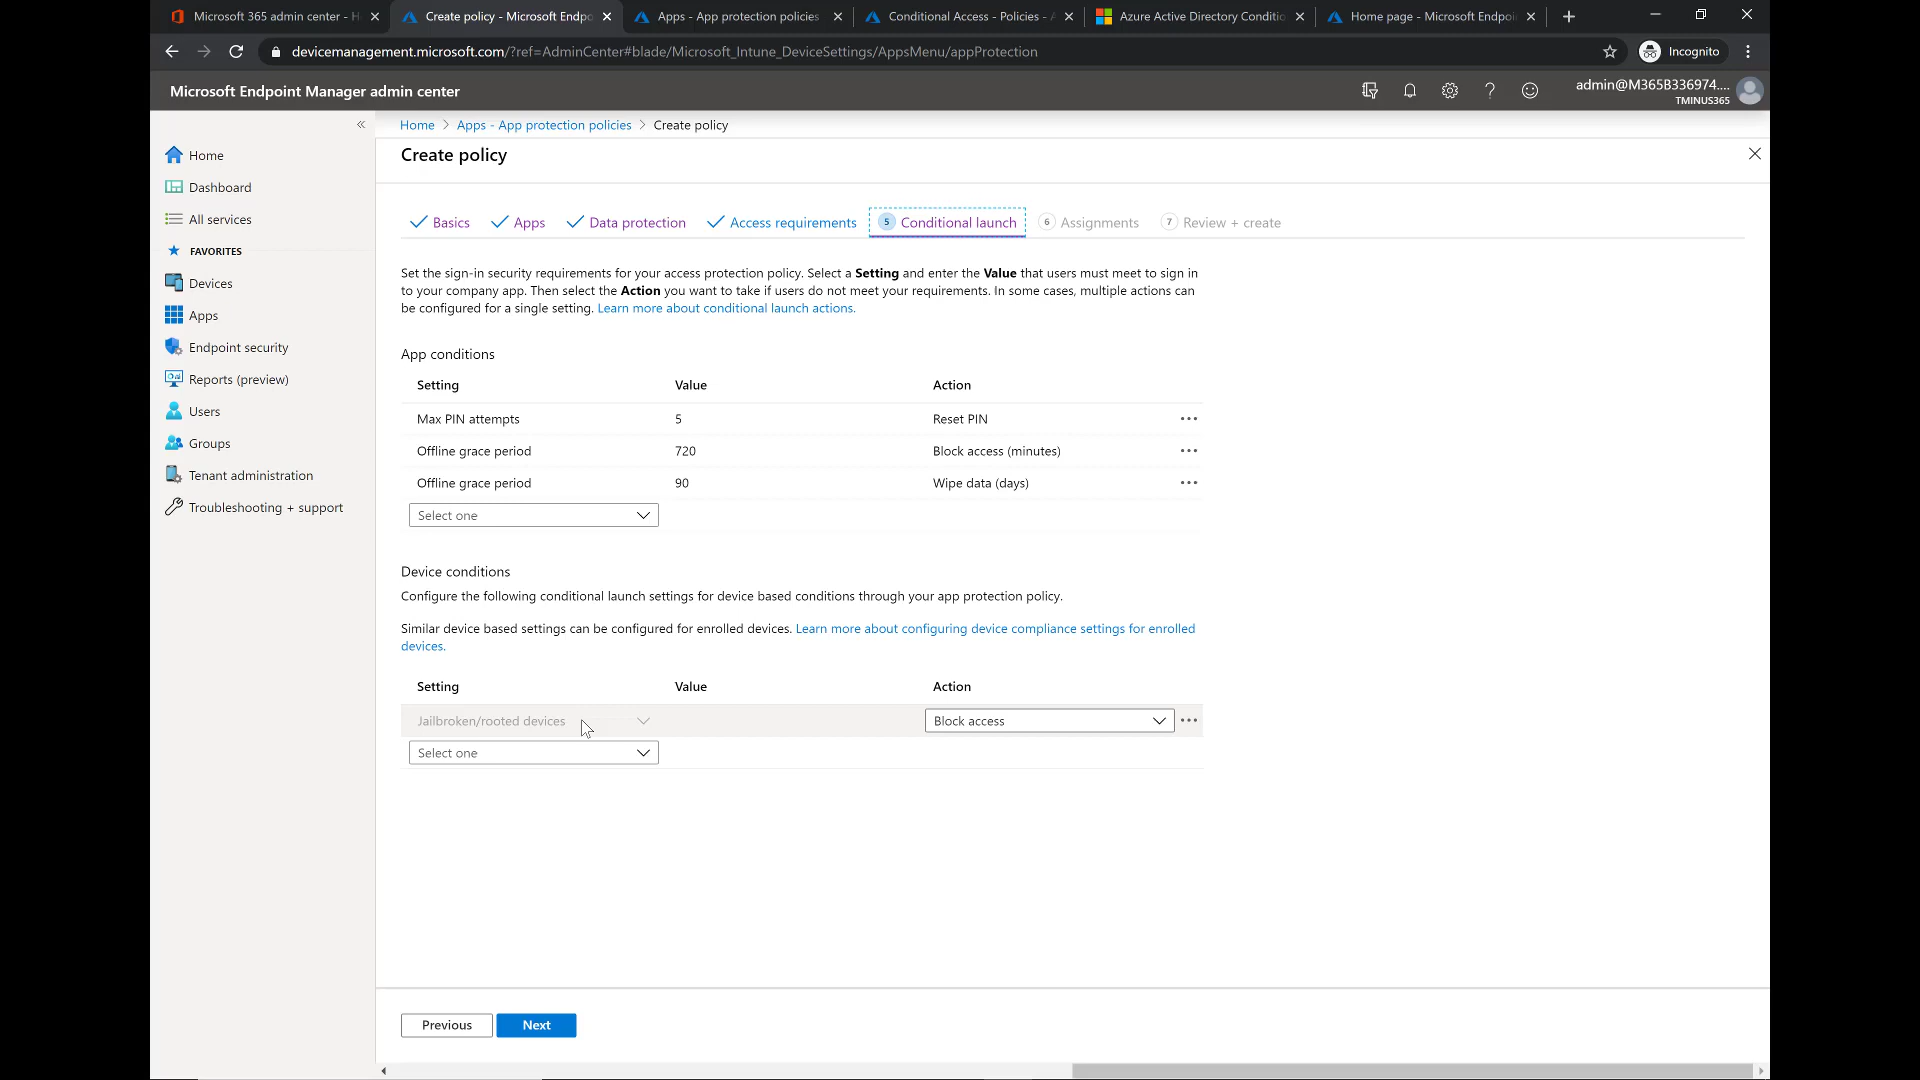 Microsoft 365 admin center - H
Create policy - Microsoft Endpo
Apps - App protection policies
Conditional Access - Policies - A
Azure Active Directory Conditio
Home page - Microsoft Endpoi
devicemanagement.microsoft.com/?ref=AdminCenter#blade/Microsoft_Intune_DeviceSettings/AppsMenu/appProtection
Incognito
Microsoft Endpoint Manager admin center
admin@M365B336974....
TMINUS365
Home > Apps - App protection policies > Create policy
Create policy
Home
Dashboard
All services
FAVORITES
Devices
Apps
Endpoint security
Reports (preview)
Users
Groups
Tenant administration
Troubleshooting + support
Basics
Apps
Data protection
Access requirements
5 Conditional launch
6 Assignments
7 Review + create
Set the sign-in security requirements for your access protection policy. Select a Setting and enter the Value that users must meet to sign in
to your company app. Then select the Action you want to take if users do not meet your requirements. In some cases, multiple actions can
be configured for a single setting. Learn more about conditional launch actions.
App conditions
Setting Value Action
Max PIN attempts 5 Reset PIN
Offline grace period 720 Block access (minutes)
Offline grace period 90 Wipe data (days)
Select one
Device conditions
Configure the following conditional launch settings for device based conditions through your app protection policy.
Similar device based settings can be configured for enrolled devices. Learn more about configuring device compliance settings for enrolled
devices.
Setting Value Action
Jailbroken/rooted devices Block access
Select one
Previous Next